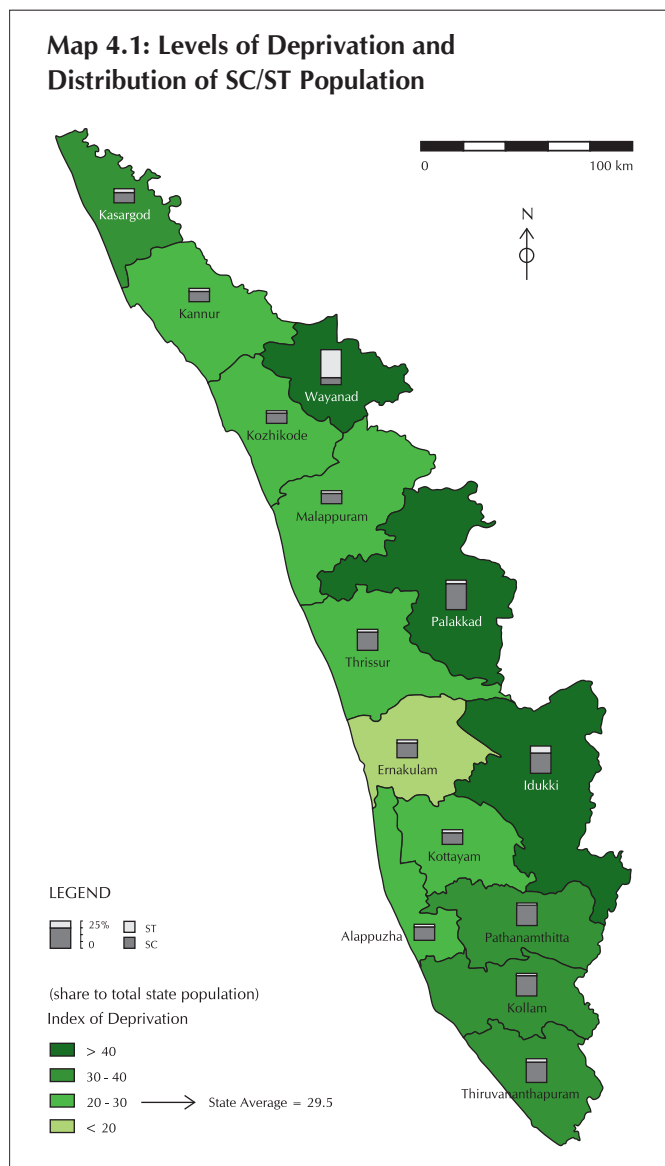 Map 4.1: Levels of Deprivation and
Distribution of SC/ST Population
0 100 km
N
Kasargod
Kannur
Wayanad
Kozhikode
Malappuram
Palakkad
Thrissur
Ernakulam
Idukki
Kottayam
Alappuzha
Pathanamthitta
Kollam
Thiruvananthapuram
LEGEND
25% ST
0 SC
(share to total state population)
Index of Deprivation
> 40
30 - 40
20 - 30 State Average = 29.5
< 20